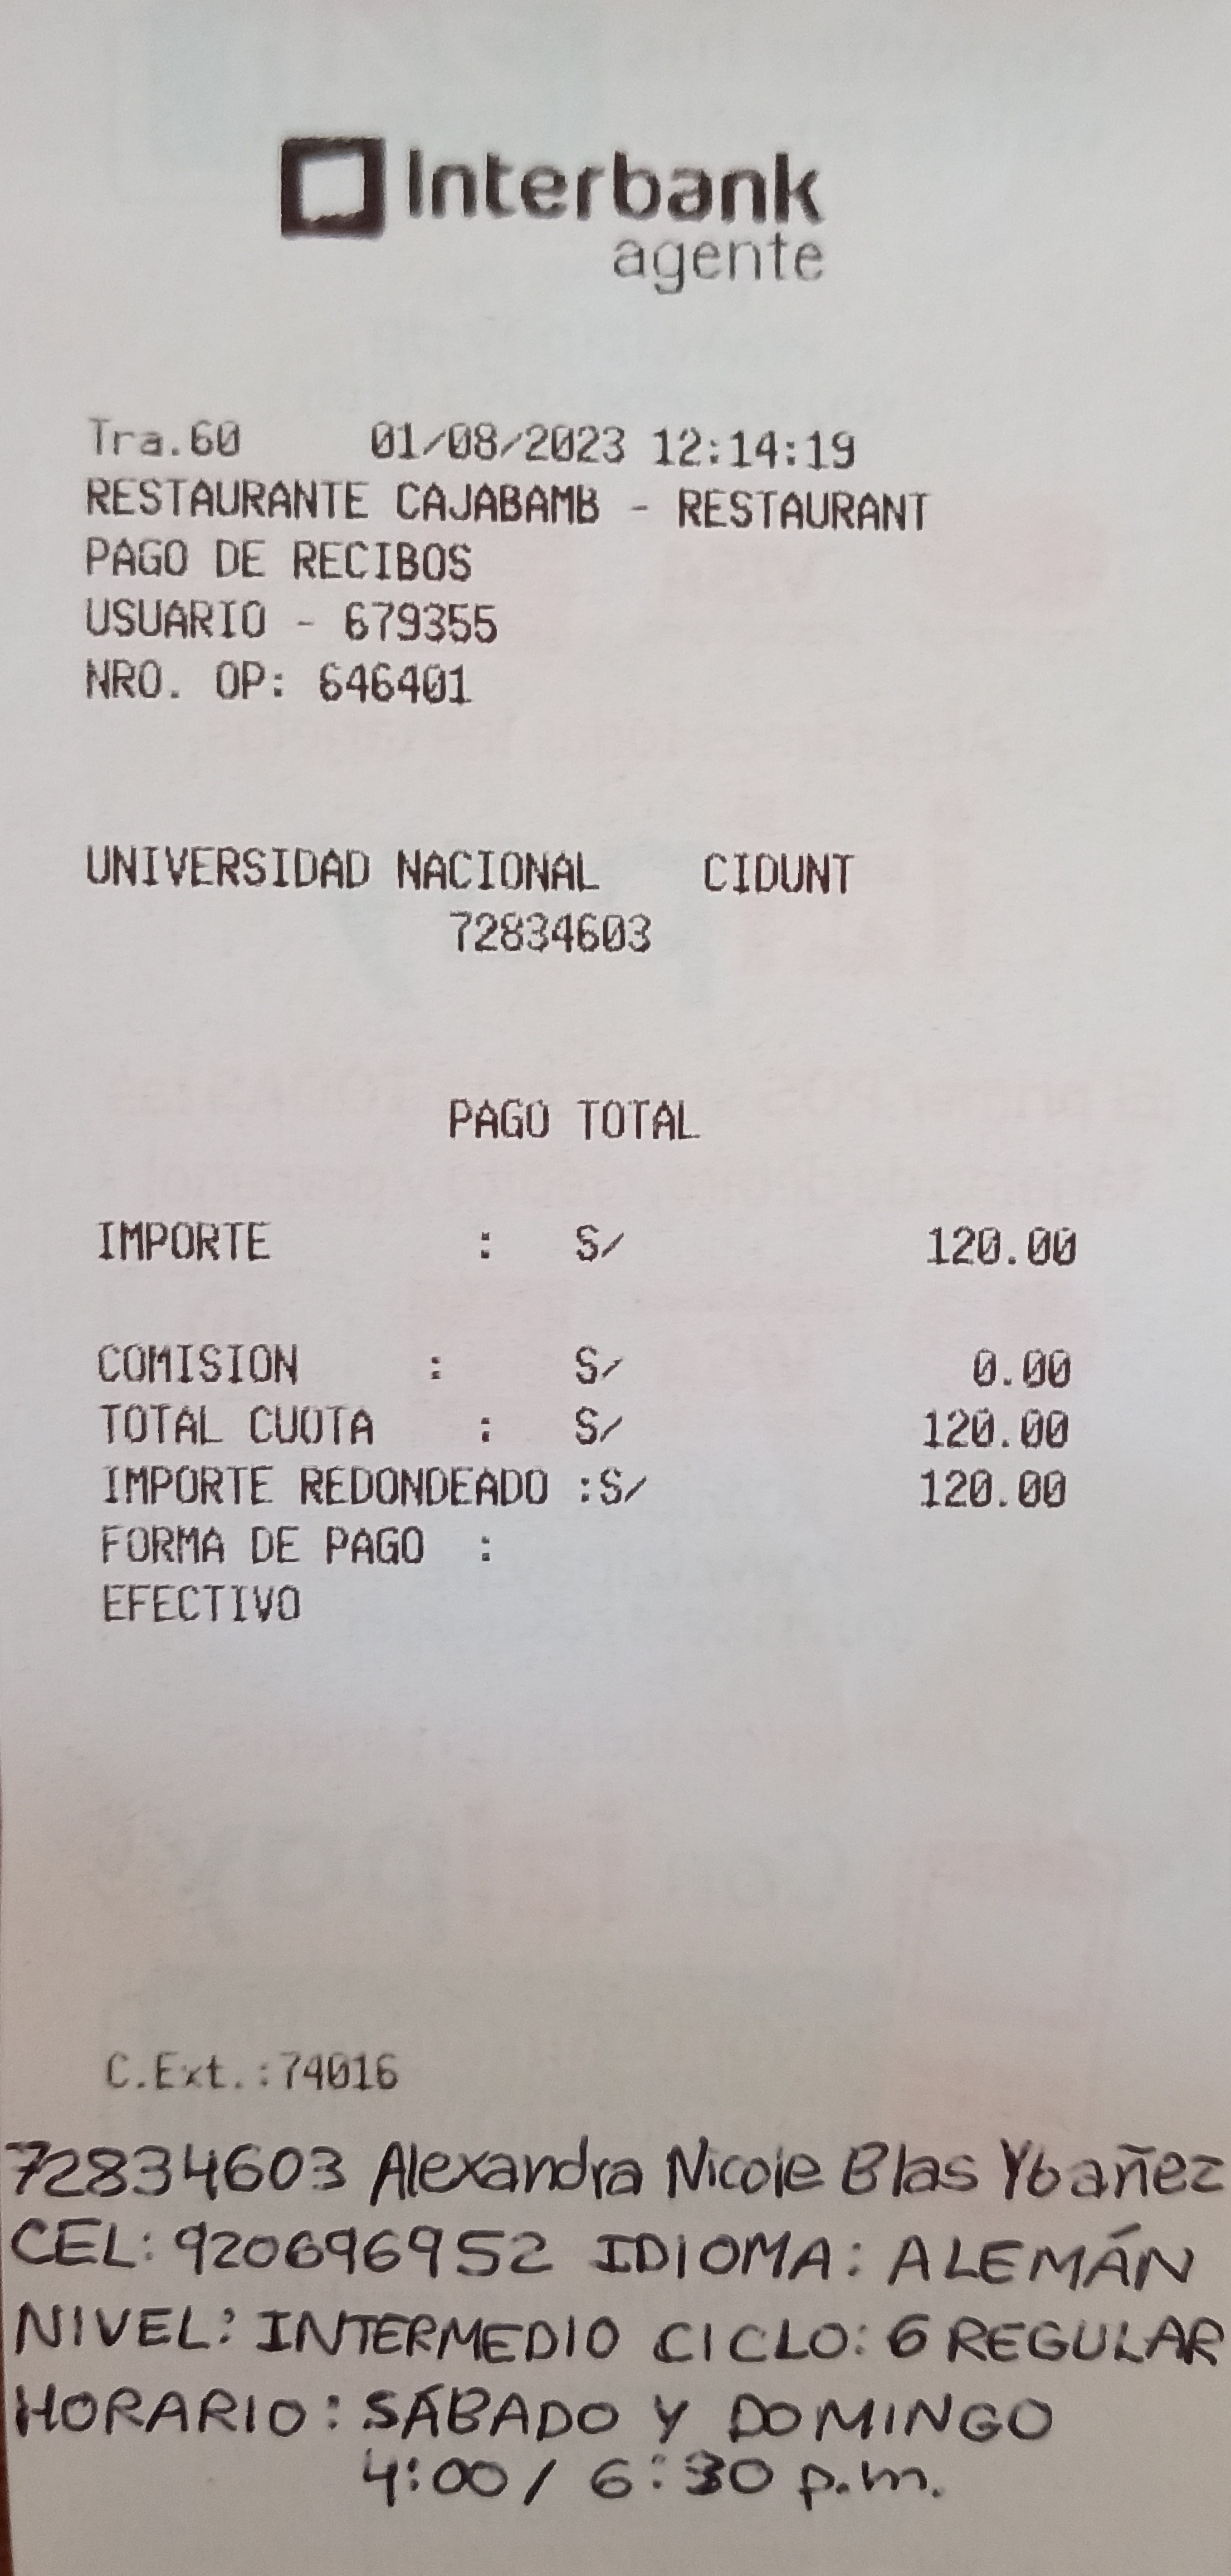 Interbank
agente
Tra.60 01/08/2023 12:14:19
RESTAURANTE CAJABAMB - RESTAURANT
PAGO DE RECIBOS
USUARIO - 679355
NRO. OP: 646401
UNIVERSIDAD NACIONAL CIDUNT
72834603
PAGO TOTAL
IMPORTE : S/ 120.00
COMISION : S/ 0.00
TOTAL CUOTA : S/ 120.00
IMPORTE REDONDEADO :S/ 120.00
FORMA DE PAGO :
EFECTIVO
C.Ext.:74016
72834603 Alexandra Nicole Blas Ybañez
CEL: 920696952 IDIOMA: ALEMÁN
NIVEL: INTERMEDIO CICLO: 6 REGULAR
HORARIO: SÁBADO Y DOMINGO
4:00 / 6:30 p.m.